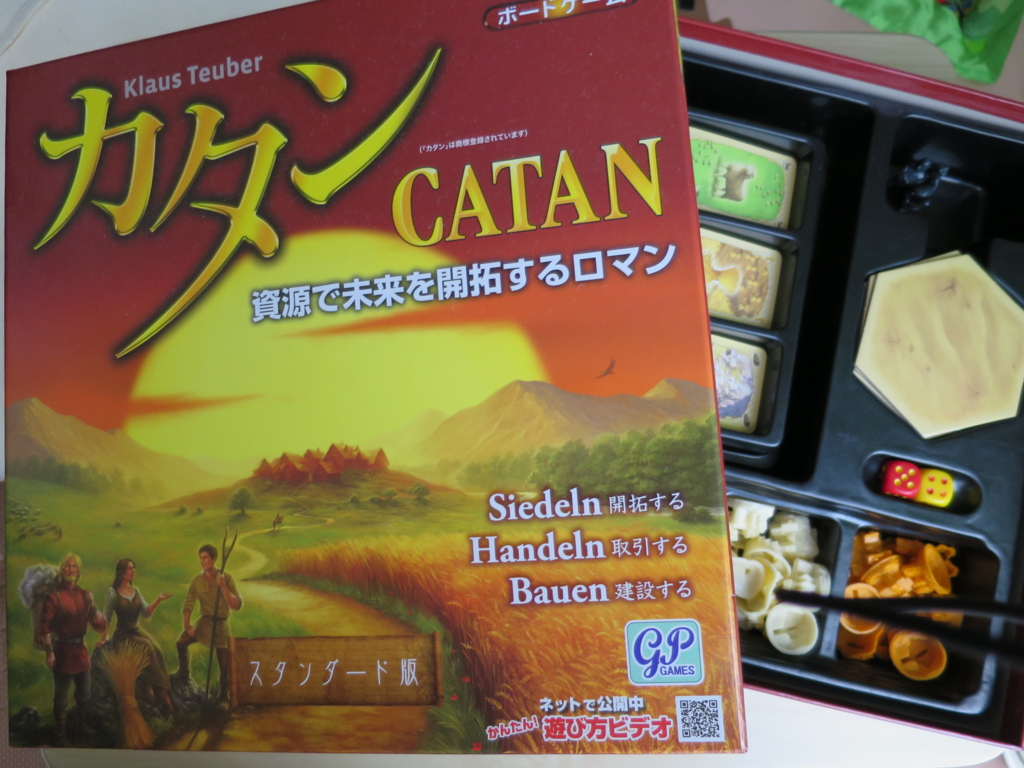 ボードゲーム
Klaus Teuber
カタン
(「カタン」は商標登録されています)
CATAN
資源で未来を開拓するロマン
Siedeln 開拓する
Handeln 取引する
Bauen 建設する
GP
GAMES
スタンダード版
ネットで公開中
かんたん! 遊び方ビデオ